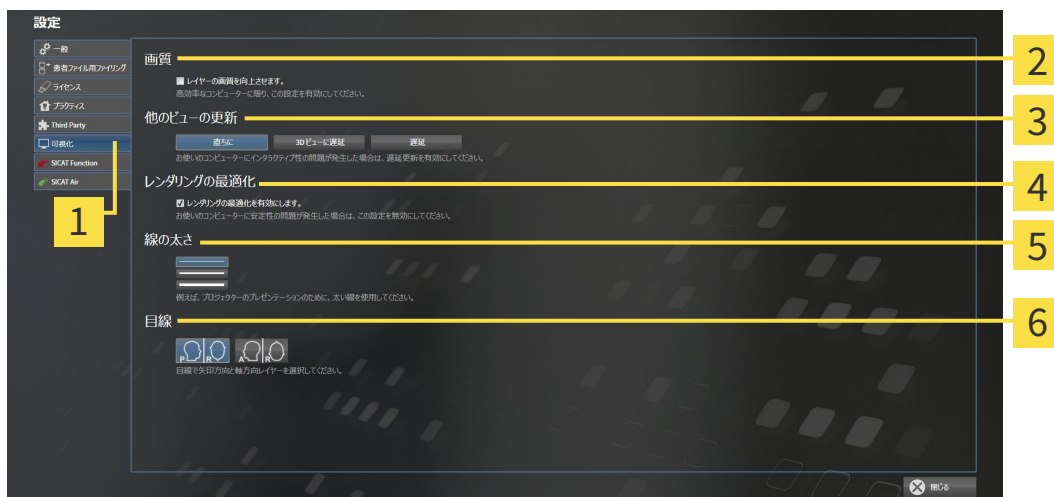 設定
一般
患者ファイル用ファイリング
ライセンス
プラクティス
Third Party
可視化
SICAT Function
SICAT Air
1
画質
2
レイヤーの画質を向上させます。
高効率なコンピューターに限り、この設定を有効にしてください。
他のビューの更新
3
直ちに 3Dビューに遅延 遅延
お使いのコンピューターにインタラクティブ性の問題が発生した場合は、遅延更新を有効にしてください。
レンダリングの最適化
4
レンダリングの最適化を有効にします。
お使いのコンピューターに安定性の問題が発生した場合は、この設定を無効にしてください。
線の太さ
5
例えば、プロジェクターのプレゼンテーションのために、太い線を使用してください。
目線
6
P R A R
目線で矢印方向と軸方向レイヤーを選択してください。
閉じる